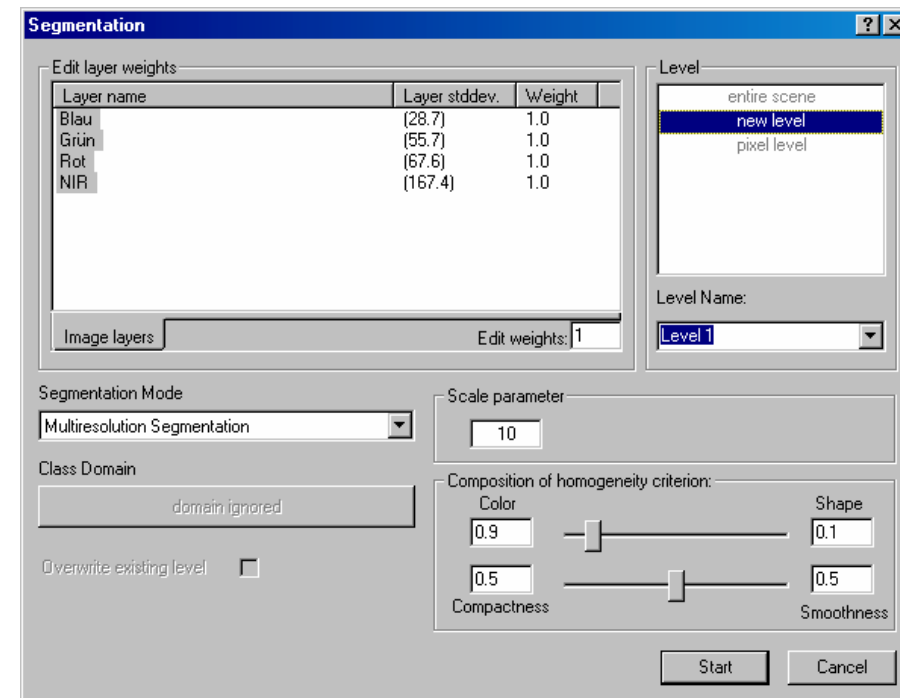 Segmentation
Edit layer weights
Layer name Layer stddev. Weight
Blau (28.7) 1.0
Grün (55.7) 1.0
Rot (67.6) 1.0
NIR (167.4) 1.0
Image layers
Edit weights: 1
Level
entire scene
new level
pixel level
Level Name:
Level 1
Segmentation Mode
Multiresolution Segmentation
Class Domain
domain ignored
Overwrite existing level
Scale parameter
10
Composition of homogeneity criterion:
Color Shape
0.9 0.1
0.5 0.5
Compactness Smoothness
Start Cancel